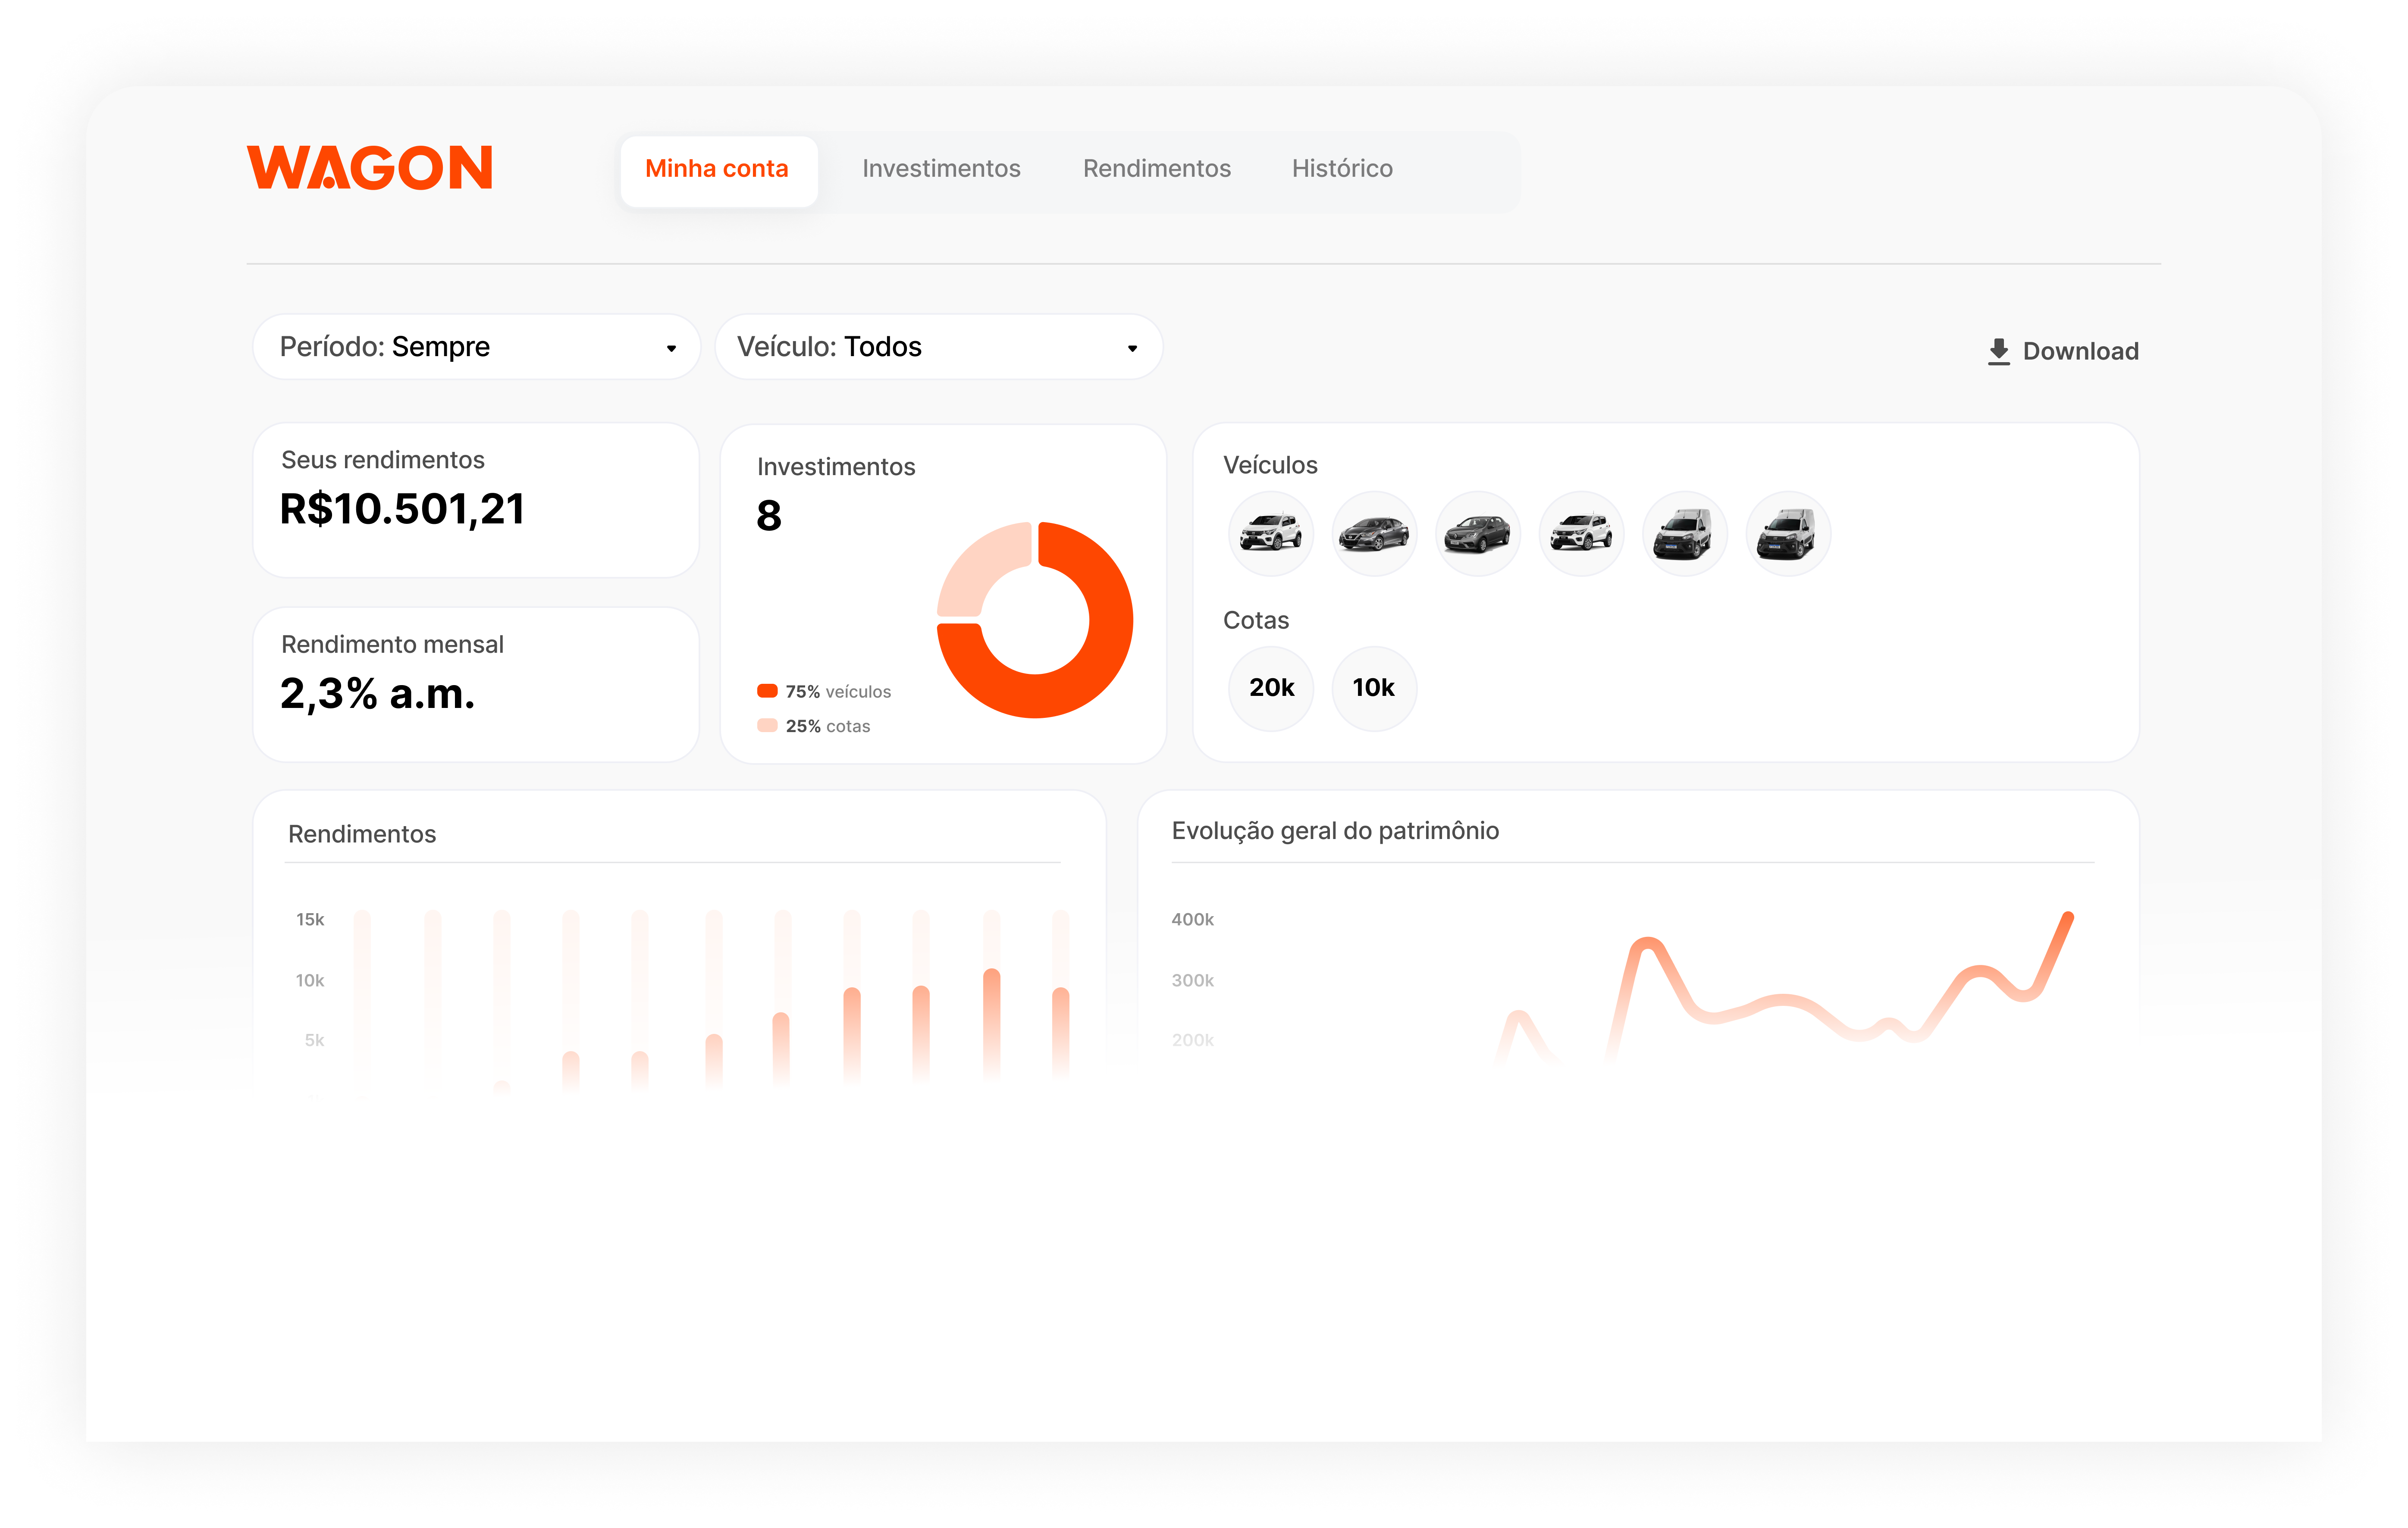 WAGON
Minha conta
Investimentos
Rendimentos
Histórico
Período: Sempre
Veículo: Todos
Download
Seus rendimentos
R$10.501,21
Rendimento mensal
2,3% a.m.
Investimentos
8
75% veículos
25% cotas
Veículos
Cotas
20k
10k
Rendimentos
15k
10k
5k
Evolução geral do patrimônio
400k
300k
200k